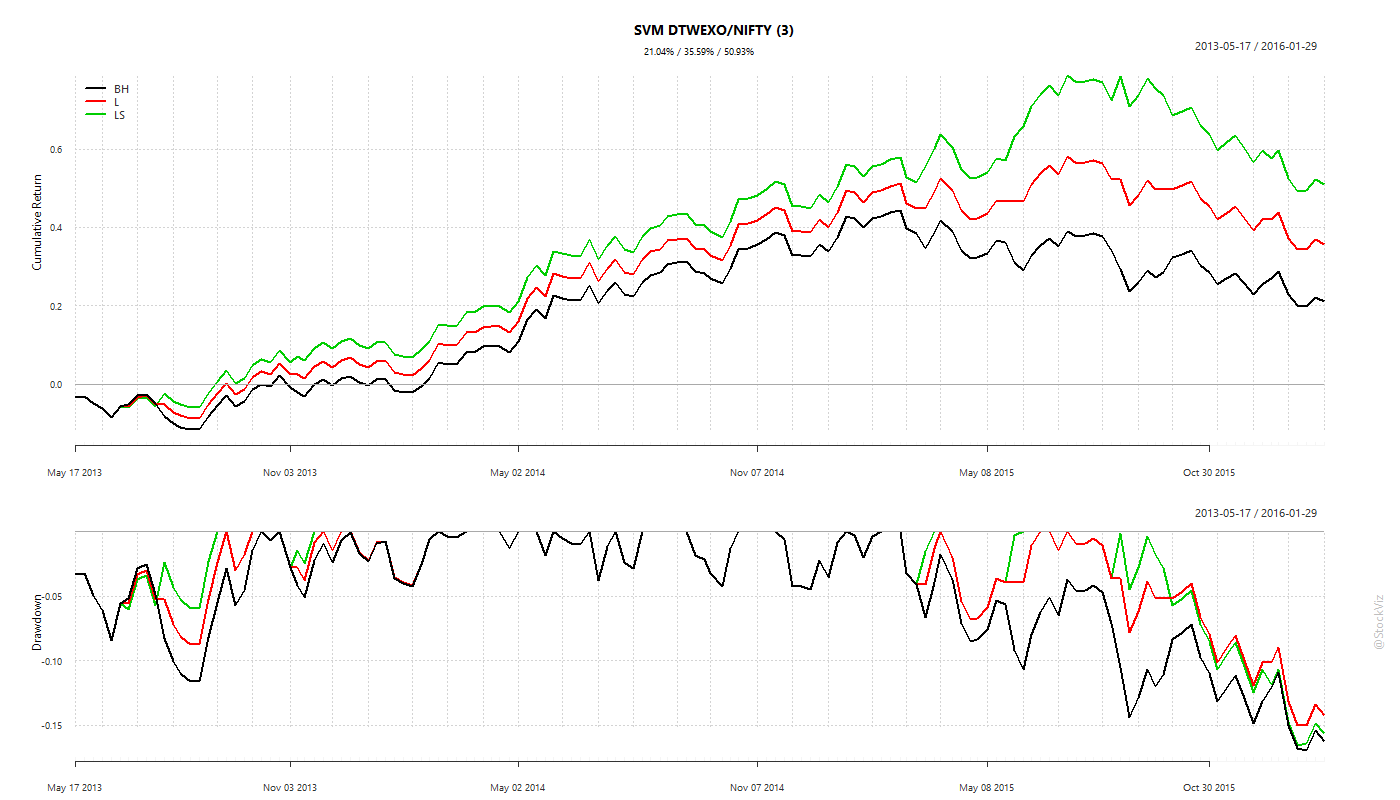 SVM DTWEXO/NIFTY (3)
21.04% / 35.59% / 50.93%
2013-05-17 / 2016-01-29
BH
L
LS
Cumulative Return
0.6
0.4
0.2
0.0
May 17 2013
Nov 03 2013
May 02 2014
Nov 07 2014
May 08 2015
Oct 30 2015
2013-05-17 / 2016-01-29
Drawdown
-0.05
-0.10
-0.15
May 17 2013
Nov 03 2013
May 02 2014
Nov 07 2014
May 08 2015
Oct 30 2015
@StockViz